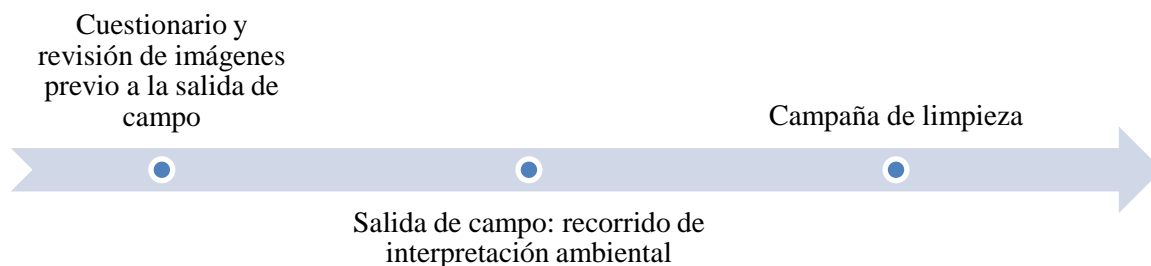 Cuestionario y
revisión de imágenes
previo a la salida de
campo
Salida de campo: recorrido de
interpretación ambiental
Campaña de limpieza